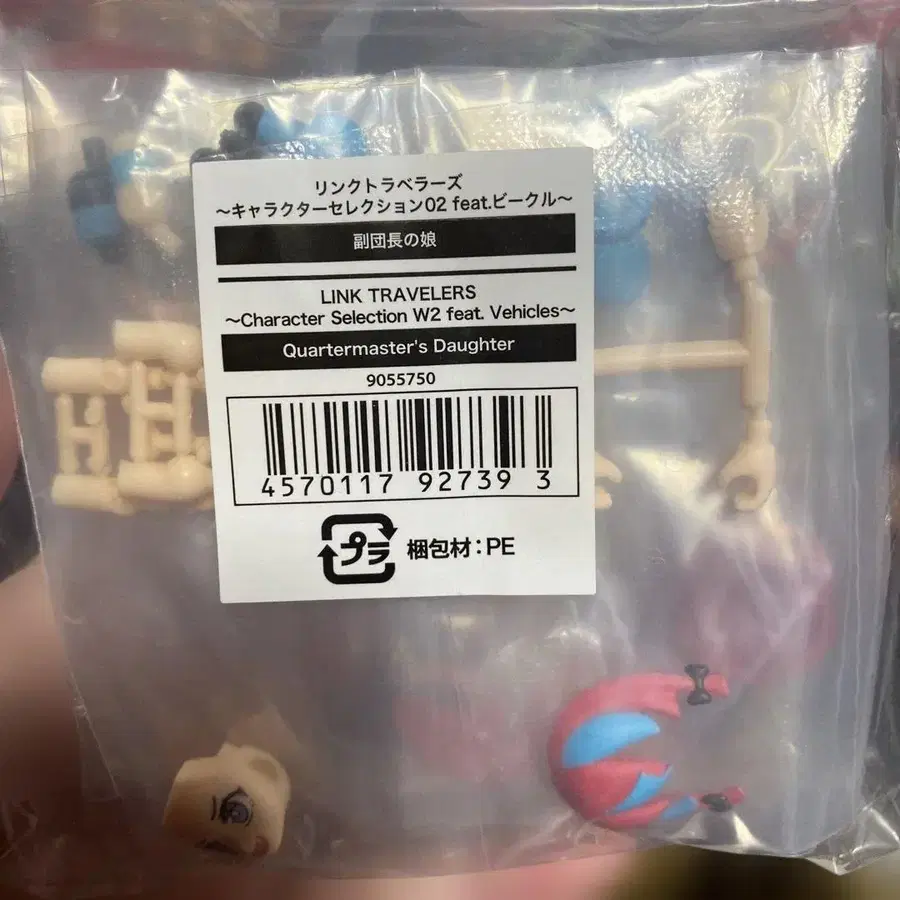 リンクトラベラーズ
～キャラクターセレクション02 feat.ビークル～
副団長の娘
LINK TRAVELERS
～Character Selection W2 feat. Vehicles～
Quartermaster's Daughter
9055750
4570117 92739 3
プラ 梱包材：PE